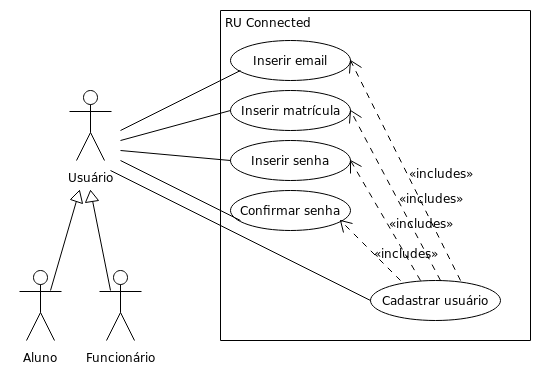 RU Connected
Inserir email
Inserir matrícula
Inserir senha
Confirmar senha
Usuário
«includes»
«includes»
«includes»
«includes»
Cadastrar usuário
Aluno
Funcionário